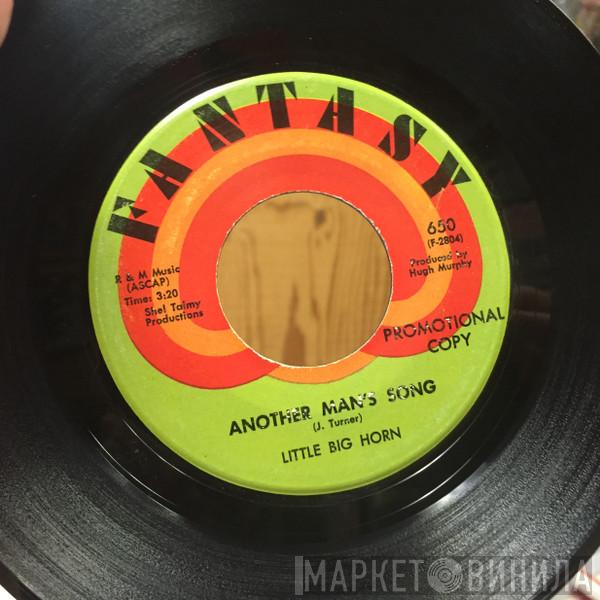 FANTASY
650
(F-2804)
Produced by
Hugh Murphy
R & M Music
(ASCAP)
Time: 3:20
Shel Talmy
Productions
PROMOTIONAL
COPY
ANOTHER MAN'S SONG
(J. Turner)
LITTLE BIG HORN
МАРКЕТ ВИНИЛА